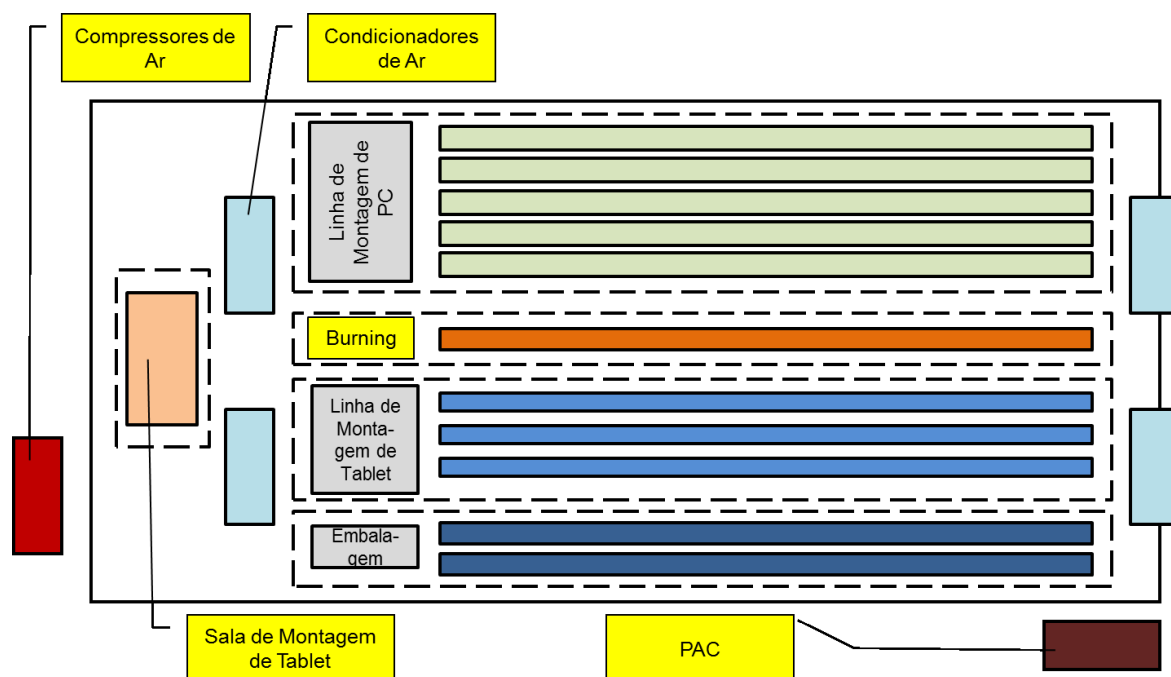 Compressores de
Ar
Condicionadores
de Ar
Linha de
Montagem de
PC
Burning
Linha de
Monta-
gem de
Tablet
Embala-
gem
Sala de Montagem
de Tablet
PAC